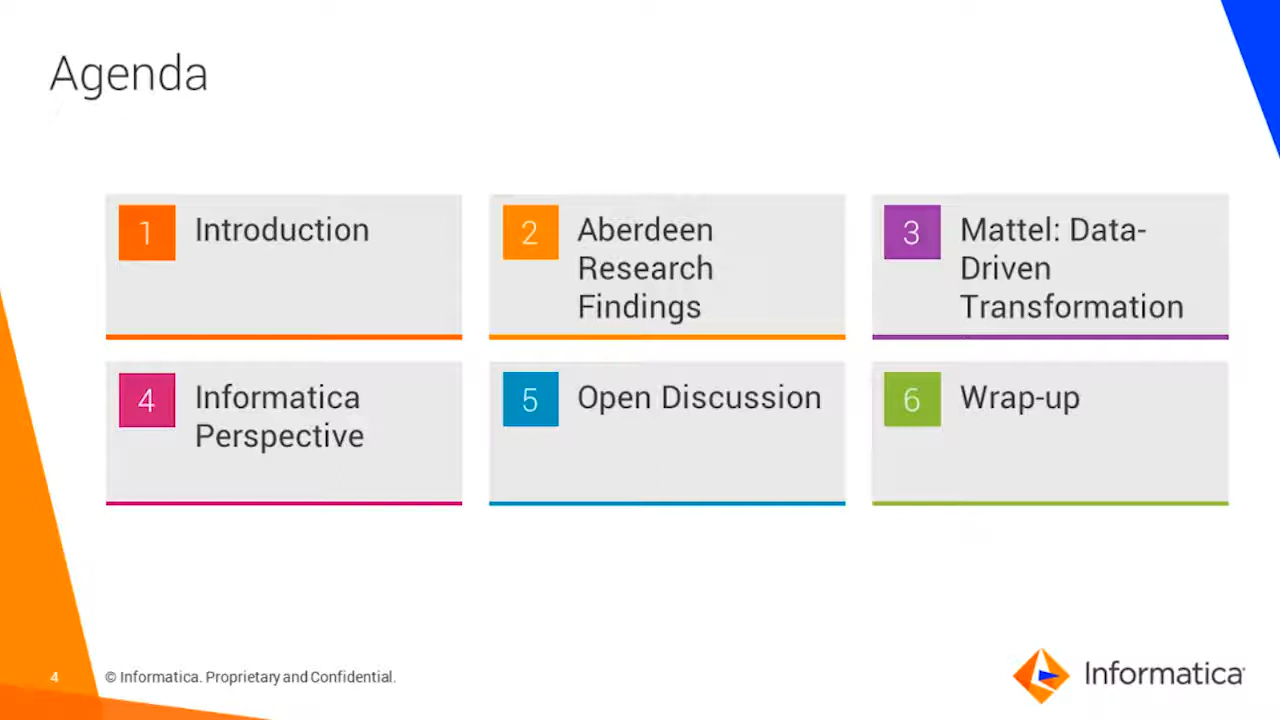 Agenda
1
Introduction
2
Aberdeen
Research
Findings
3
Mattel: Data-
Driven
Transformation
4
Informatica
Perspective
5
Open Discussion
6
Wrap-up
4
© Informatica. Proprietary and Confidential.
Informatica